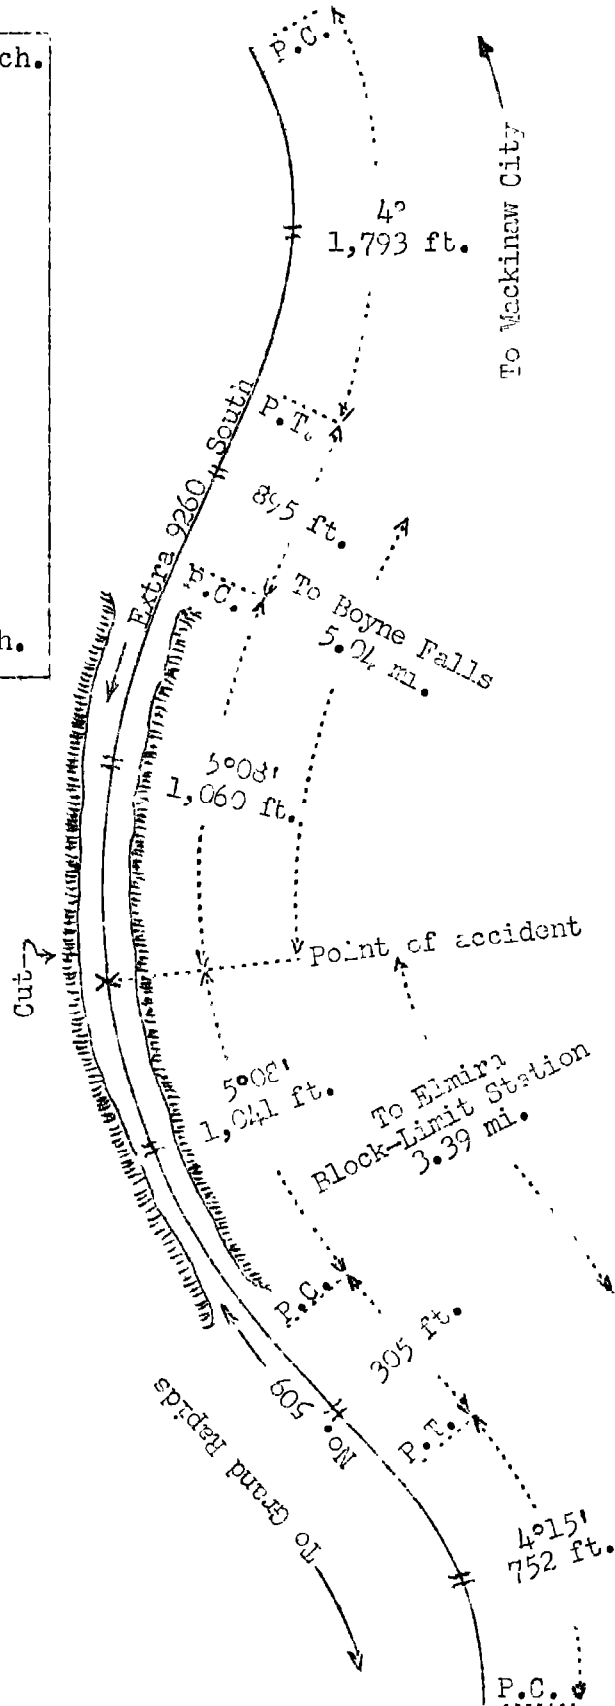 ch.
h.
P.C.
4°
1,793 ft.
To Mackinaw City
P.T.
895 ft.
Extra 9260 South
P.C.
To Boyne Falls
5.04 mi.
5°08'
1,060 ft.
Point of accident
Cut
5°08'
1,041 ft.
To Elmira
Block-Limit Station
3.39 mi.
P.C.
305 ft.
No. 509
P.T.
To Grand Rapids
4°15'
752 ft.
P.C.